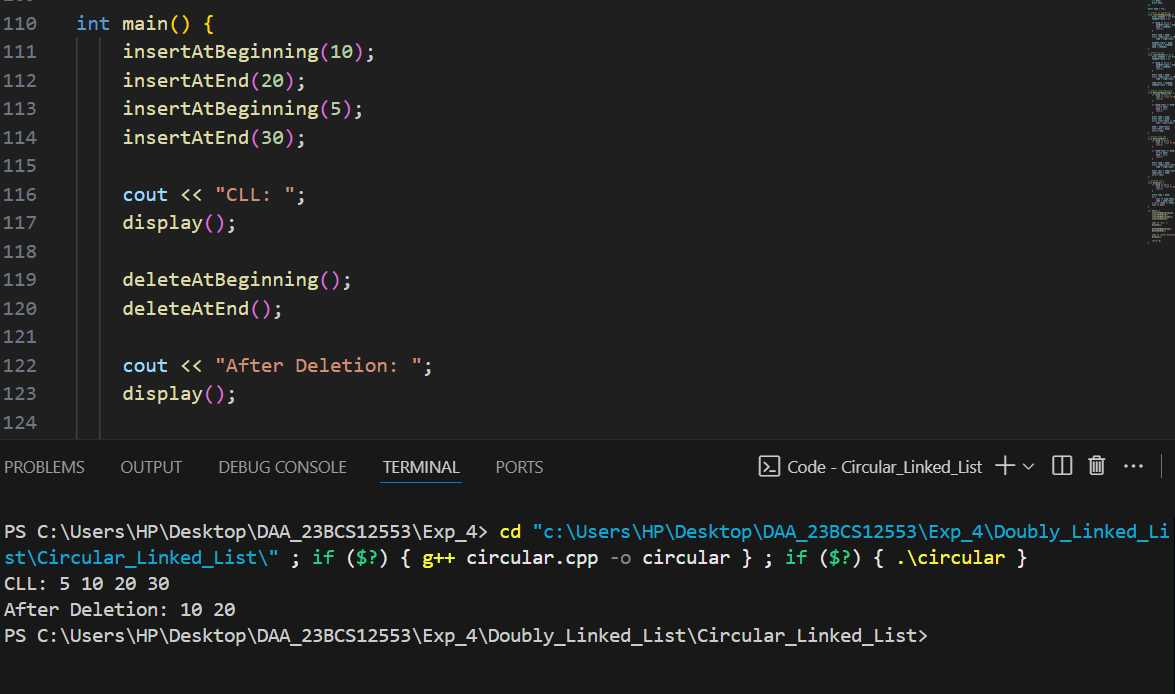 110 int main() {
111 insertAtBeginning(10);
112 insertAtEnd(20);
113 insertAtBeginning(5);
114 insertAtEnd(30);
115
116 cout << "CLL: ";
117 display();
118
119 deleteAtBeginning();
120 deleteAtEnd();
121
122 cout << "After Deletion: ";
123 display();
124
PROBLEMS OUTPUT DEBUG CONSOLE TERMINAL PORTS Code - Circular_Linked_List
PS C:\Users\HP\Desktop\DAA_23BCS12553\Exp_4> cd "c:\Users\HP\Desktop\DAA_23BCS12553\Exp_4\Doubly_Linked_Li
st\Circular_Linked_List\" ; if ($?) { g++ circular.cpp -o circular } ; if ($?) { .\circular }
CLL: 5 10 20 30
After Deletion: 10 20
PS C:\Users\HP\Desktop\DAA_23BCS12553\Exp_4\Doubly_Linked_List\Circular_Linked_List>